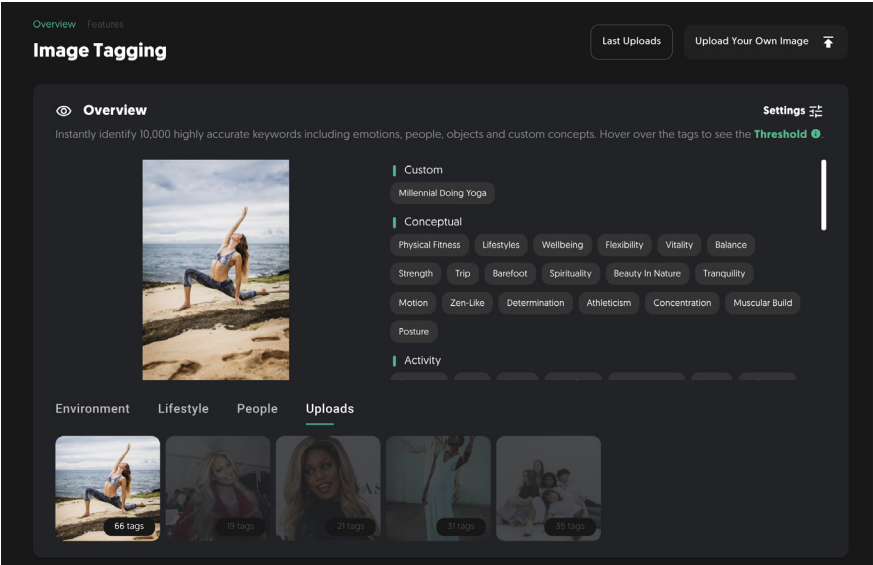 Overview Features
Image Tagging
Last Uploads
Upload Your Own Image
Overview
Settings
Instantly identify 10,000 highly accurate keywords including emotions, people, objects and custom concepts. Hover over the tags to see the Threshold
Custom
Millennial Doing Yoga
Conceptual
Physical Fitness Lifestyles Wellbeing Flexibility Vitality Balance
Strength Trip Barefoot Spirituality Beauty In Nature Tranquility
Motion Zen-Like Determination Athleticism Concentration Muscular Build
Posture
Activity
Environment Lifestyle People Uploads
66 tags 19 tags 21 tags 31 tags 35 tags